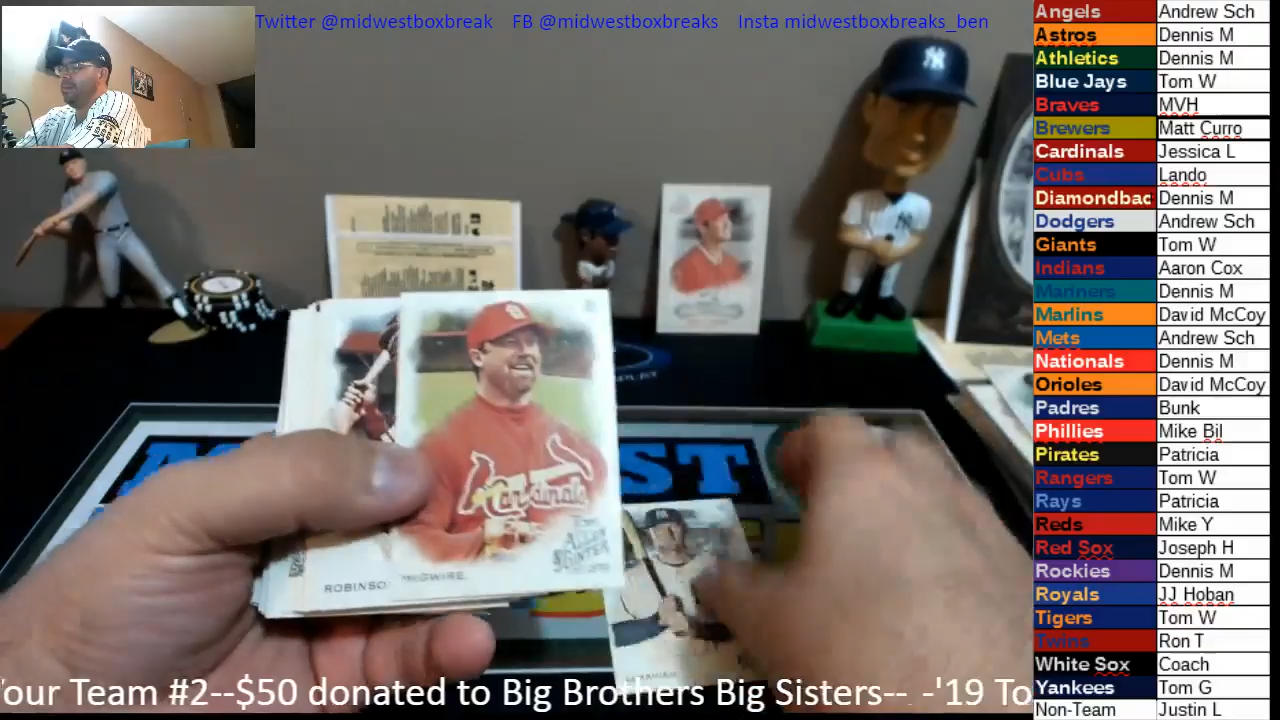 Twitter @midwestboxbreak FB @midwestboxbreaks Insta midwestboxbreaks_ben
Angels Andrew Sch
Astros Dennis M
Athletics Dennis M
Blue Jays Tom W
Braves MVH
Brewers Matt Curro
Cardinals Jessica L
Cubs Lando
Diamondbac Dennis M
Dodgers Andrew Sch
Giants Tom W
Indians Aaron Cox
Mariners Dennis M
Marlins David McCoy
Mets Andrew Sch
Nationals Dennis M
Orioles David McCoy
Padres Bunk
Phillies Mike Bil
Pirates Patricia
Rangers Tom W
Rays Patricia
Reds Mike Y
Red Sox Joseph H
Rockies Dennis M
Royals JJ Hoban
Tigers Tom W
Twins Ron T
White Sox Coach
Yankees Tom G
Non-Team Justin L
Cardinals
ALLEN
GINTER
ROBINSO McGWIRE
our Team #2--$50 donated to Big Brothers Big Sisters-- -'19 To